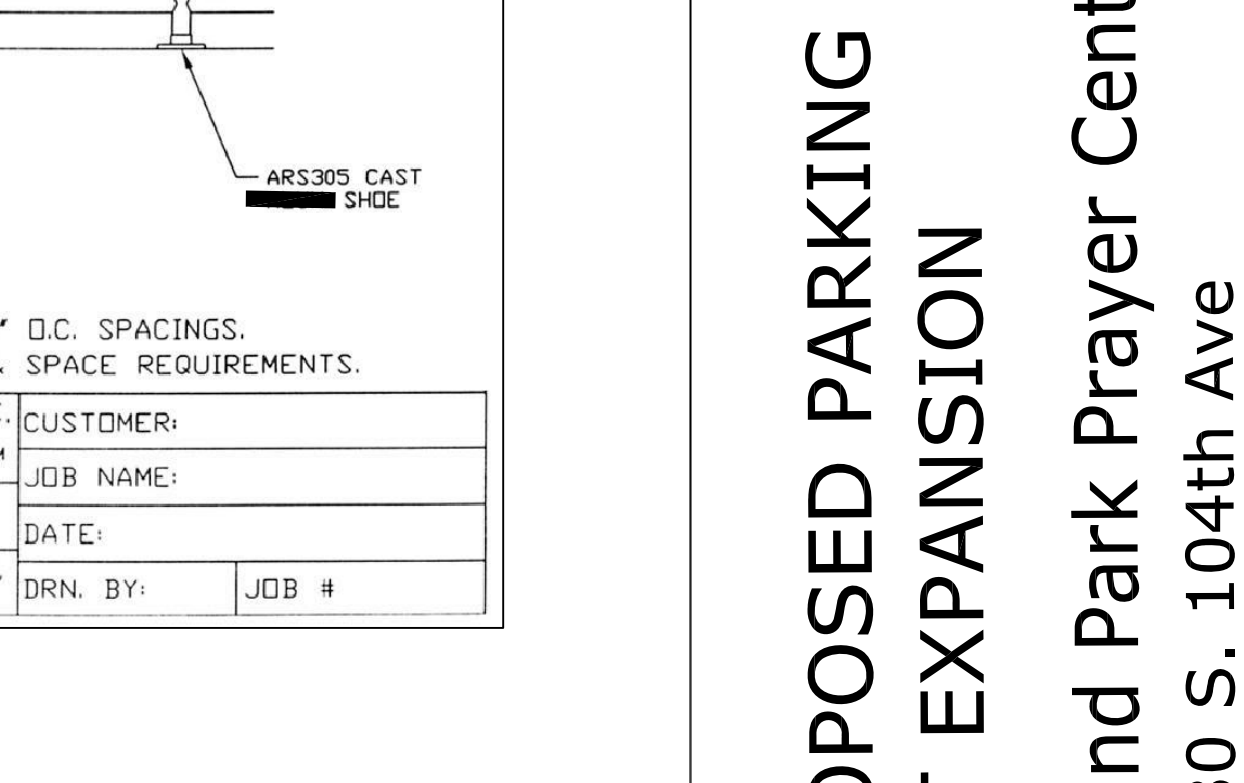 ARS305 CAST
SHOE
O.C. SPACINGS.
SPACE REQUIREMENTS.
CUSTOMER:
JOB NAME:
DATE:
DRN. BY: JOB #
OPOSED PARKING
EXPANSION
nd Park Prayer Cent
30 S. 104th Ave